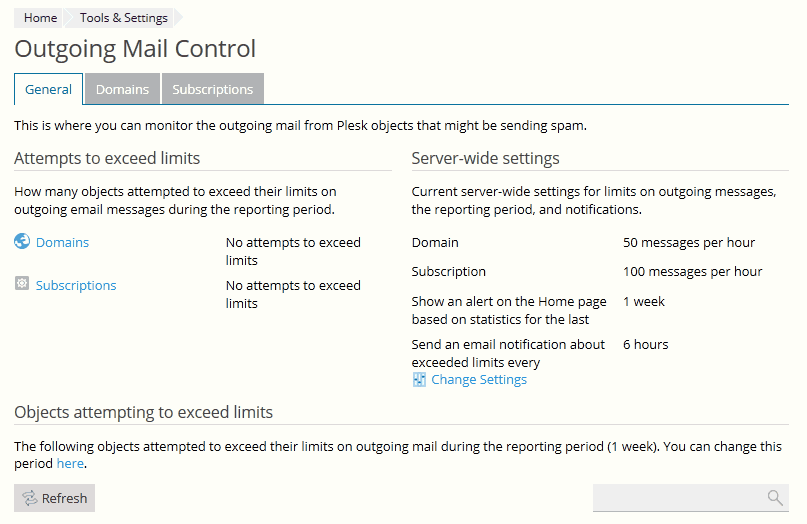 Home Tools & Settings
Outgoing Mail Control
General Domains Subscriptions
This is where you can monitor the outgoing mail from Plesk objects that might be sending spam.
Attempts to exceed limits
How many objects attempted to exceed their limits on
outgoing email messages during the reporting period.
Domains No attempts to exceed
limits
Subscriptions No attempts to exceed
limits
Server-wide settings
Current server-wide settings for limits on outgoing messages,
the reporting period, and notifications.
Domain 50 messages per hour
Subscription 100 messages per hour
Show an alert on the Home page 1 week
based on statistics for the last
Send an email notification about 6 hours
exceeded limits every
Change Settings
Objects attempting to exceed limits
The following objects attempted to exceed their limits on outgoing mail during the reporting period (1 week). You can change this
period here.
Refresh